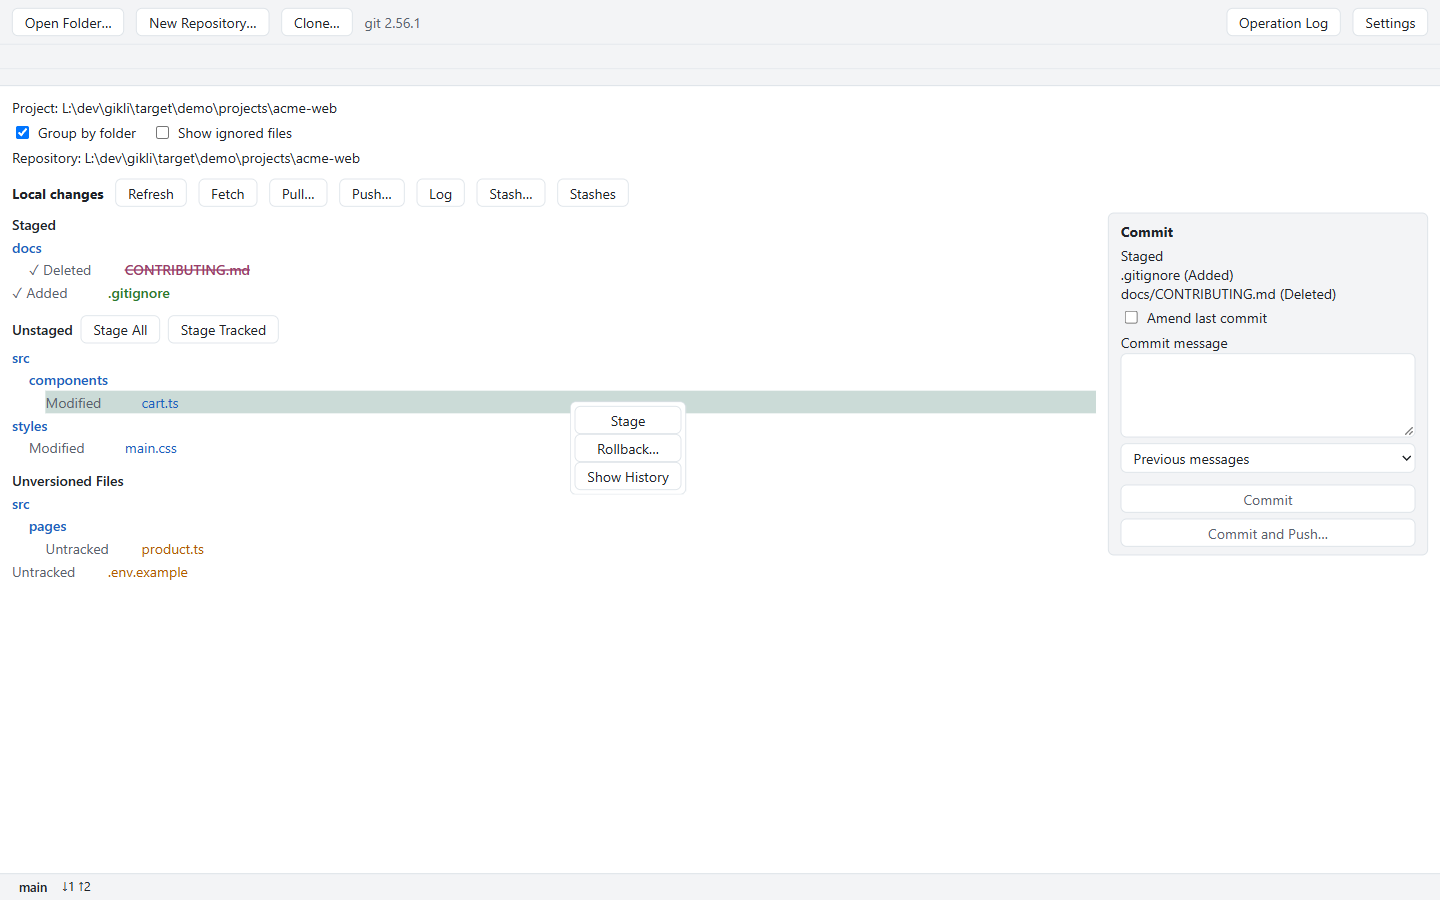 Open Folder... New Repository... Clone... git 2.56.1 Operation Log Settings
Project: L:\dev\gikli\target\demo\projects\acme-web
Group by folder Show ignored files
Repository: L:\dev\gikli\target\demo\projects\acme-web
Local changes Refresh Fetch Pull... Push... Log Stash... Stashes
Staged
docs
✓ Deleted CONTRIBUTING.md
✓ Added .gitignore
Unstaged Stage All Stage Tracked
src
components
Modified cart.ts
styles
Modified main.css
Stage
Rollback...
Show History
Unversioned Files
src
pages
Untracked product.ts
Untracked .env.example
Commit
Staged
.gitignore (Added)
docs/CONTRIBUTING.md (Deleted)
Amend last commit
Commit message
Previous messages
Commit
Commit and Push...
main ↓1 ↑2